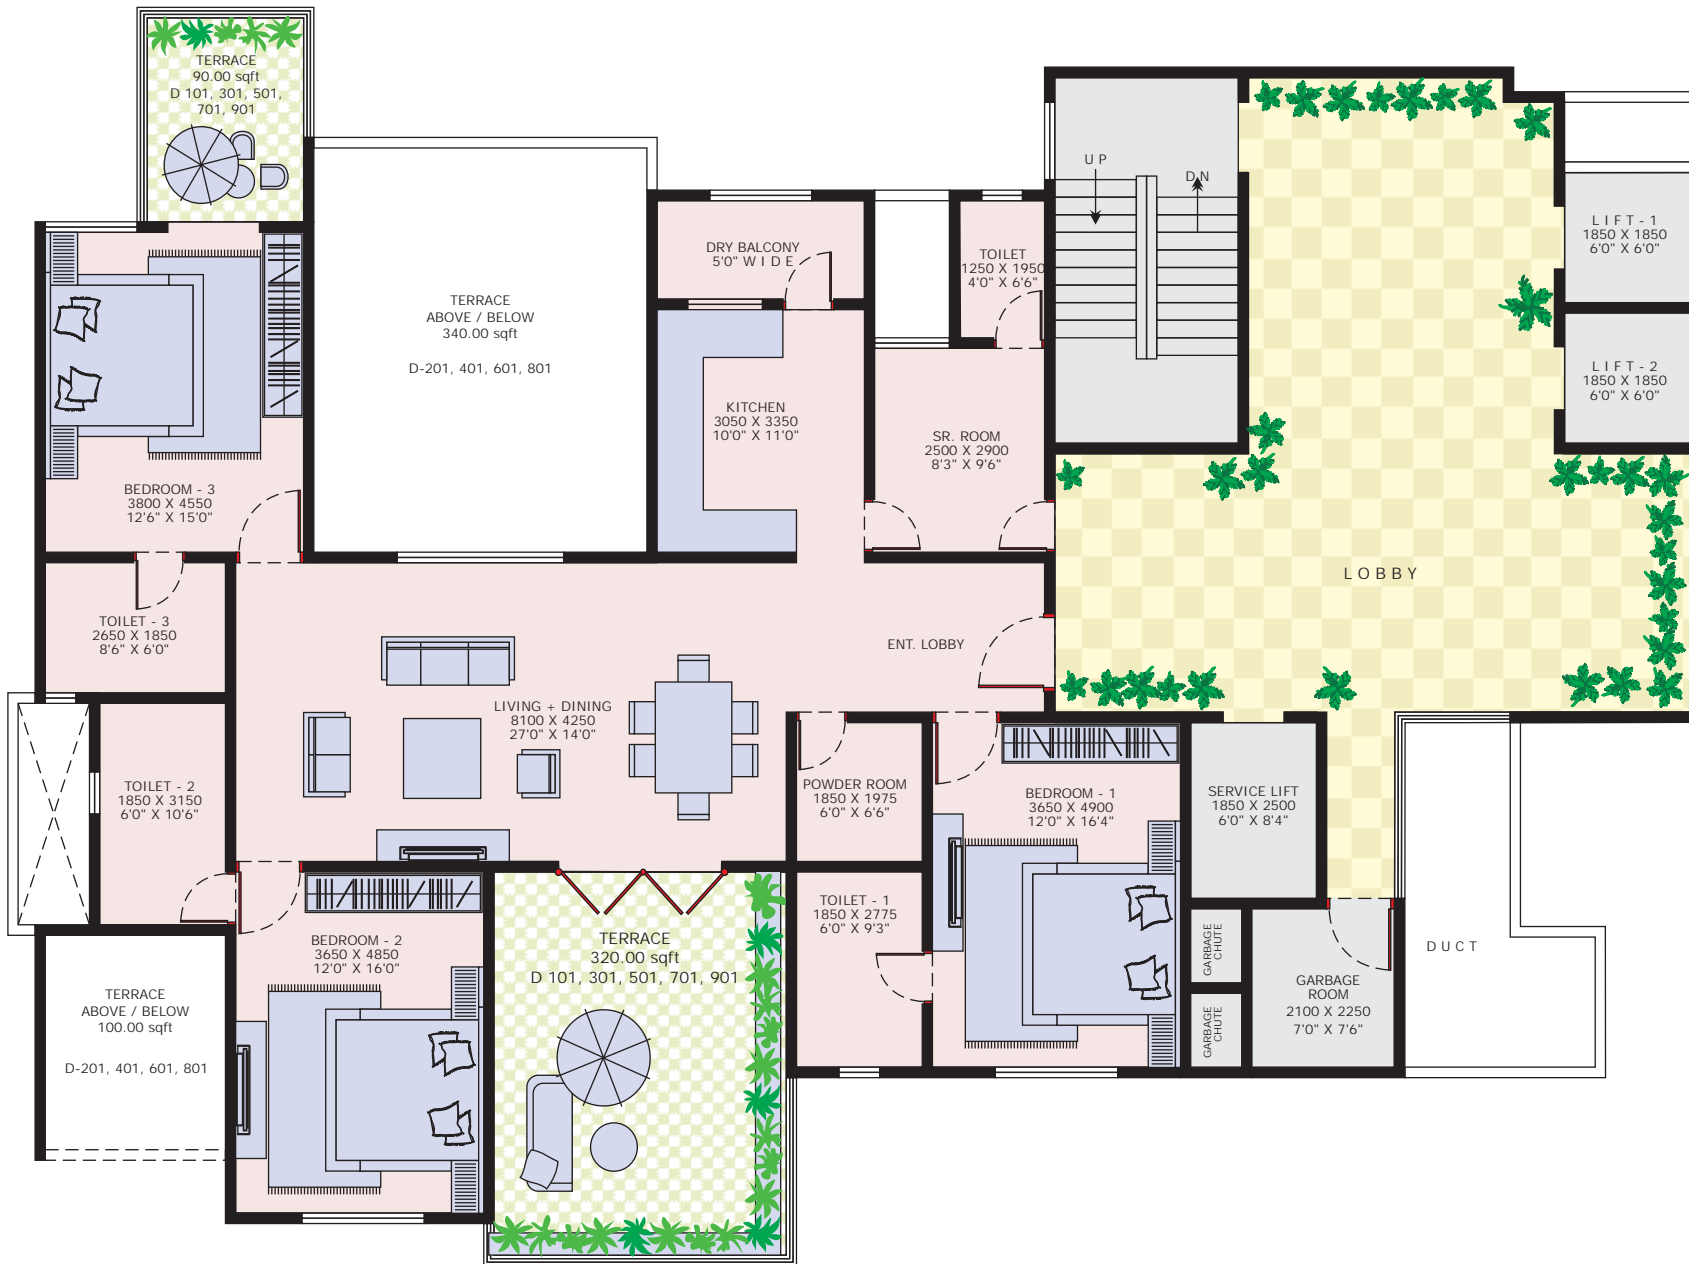 TERRACE
90.00 sqft
D 101, 301, 501,
701, 901
TERRACE
ABOVE / BELOW
340.00 sqft
D-201, 401, 601, 801
DRY BALCONY
5'0" W I D E
TOILET
1250 X 1950
4'0" X 6'6"
U P
D N
L I F T - 1
1850 X 1850
6'0" X 6'0"
L I F T - 2
1850 X 1850
6'0" X 6'0"
KITCHEN
3050 X 3350
10'0" X 11'0"
SR. ROOM
2500 X 2900
8'3" X 9'6"
BEDROOM - 3
3800 X 4550
12'6" X 15'0"
L O B B Y
TOILET - 3
2650 X 1850
8'6" X 6'0"
ENT. LOBBY
LIVING + DINING
8100 X 4250
27'0" X 14'0"
TOILET - 2
1850 X 3150
6'0" X 10'6"
POWDER ROOM
1850 X 1975
6'0" X 6'6"
BEDROOM - 1
3650 X 4900
12'0" X 16'4"
SERVICE LIFT
1850 X 2500
6'0" X 8'4"
TOILET - 1
1850 X 2775
6'0" X 9'3"
BEDROOM - 2
3650 X 4850
12'0" X 16'0"
TERRACE
320.00 sqft
D 101, 301, 501, 701, 901
GARBAGE
CHUTE
D U C T
TERRACE
ABOVE / BELOW
100.00 sqft
D-201, 401, 601, 801
GARBAGE
ROOM
2100 X 2250
7'0" X 7'6"
GARBAGE
CHUTE